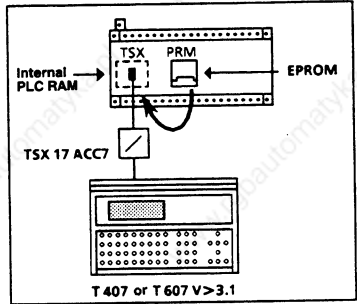 TSX PRM
Internal
PLC RAM
EPROM
TSX 17 ACC7
T 407 or T 607 V>3.1